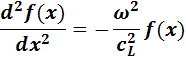 d²f(x)/dx² = −ω²/c_L² f(x)